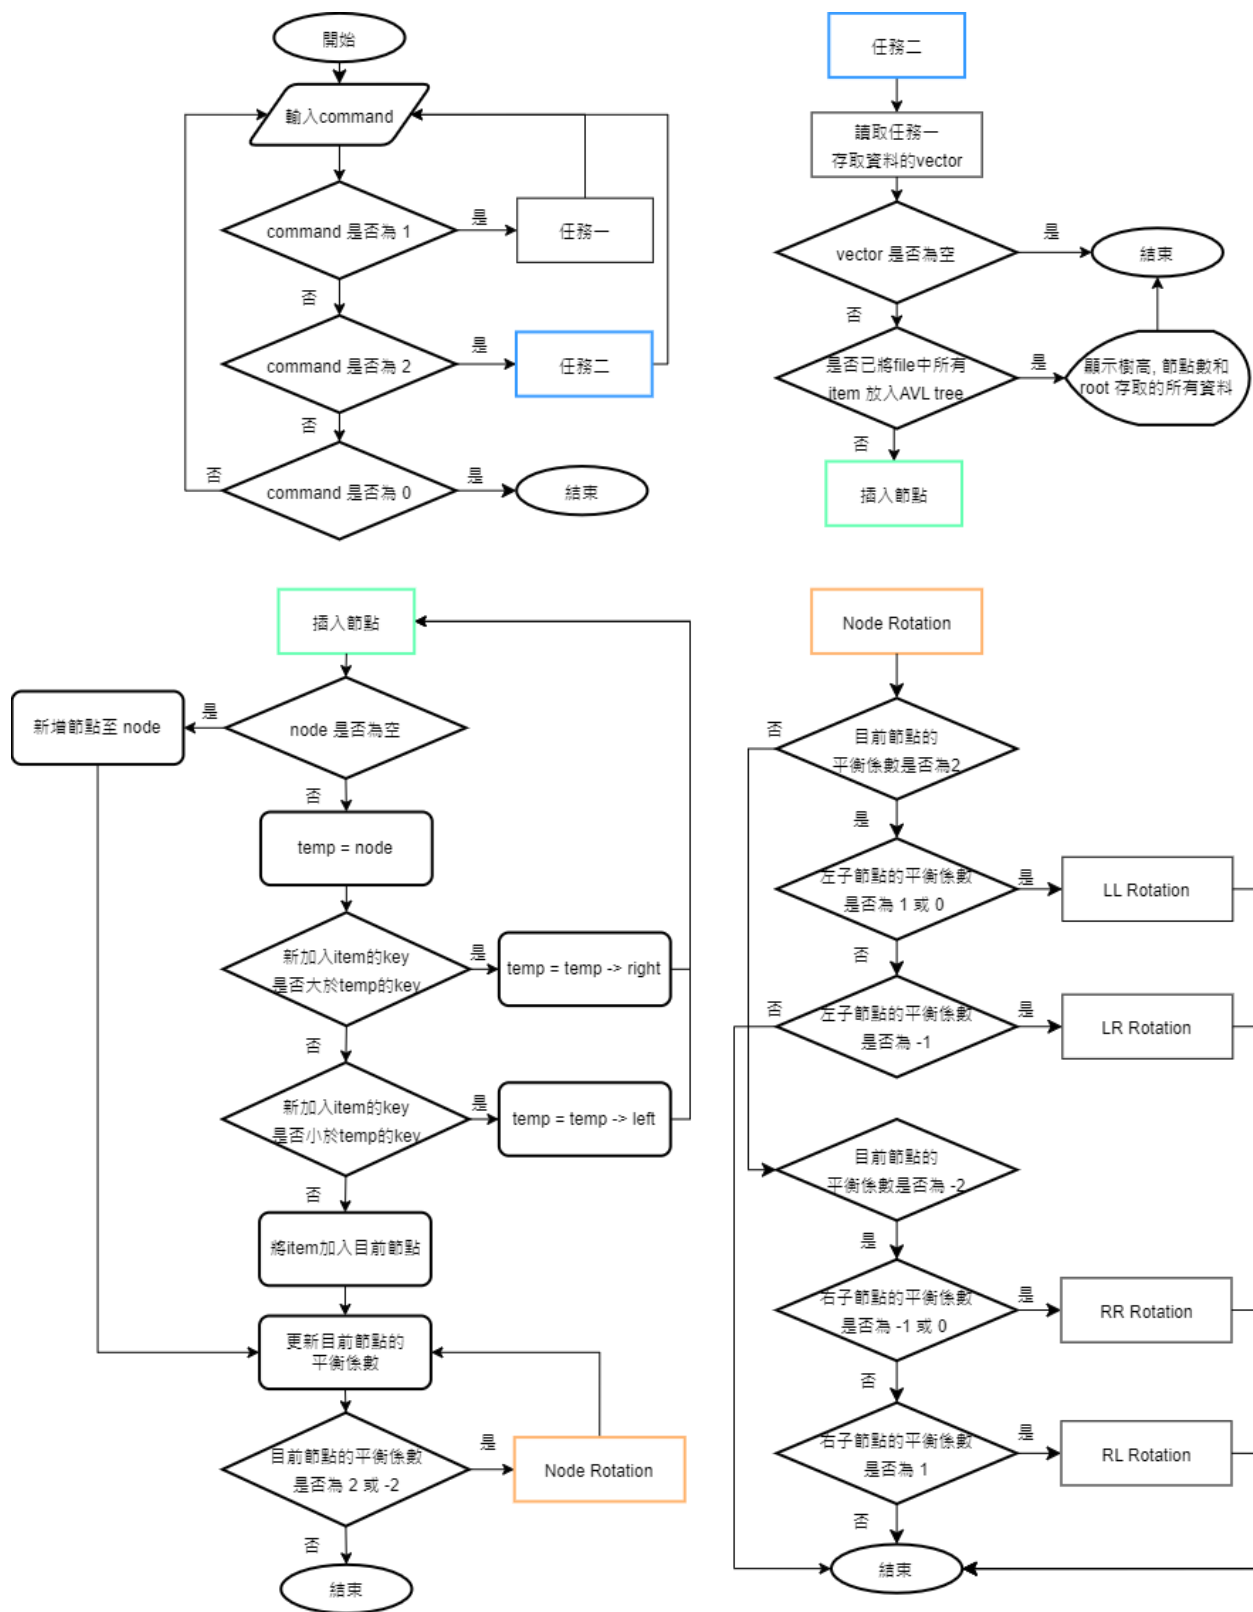 開始
輸入command
command 是否為 1
是
任務一
否
command 是否為 2
是
任務二
否
command 是否為 0
否
是
結束
任務二
讀取任務一
存取資料的vector
vector 是否為空
是
結束
否
是否已將file中所有
item 放入AVL tree
是
顯示樹高, 節點數和
root 存取的所有資料
否
插入節點
插入節點
node 是否為空
是
新增節點至 node
否
temp = node
新加入item的key
是否大於temp的key
是
temp = temp -> right
否
新加入item的key
是否小於temp的key
是
temp = temp -> left
否
將item加入目前節點
更新目前節點的
平衡係數
目前節點的平衡係數
是否為 2 或 -2
是
Node Rotation
否
結束
Node Rotation
目前節點的
平衡係數是否為2
否
是
左子節點的平衡係數
是否為 1 或 0
是
LL Rotation
否
左子節點的平衡係數
是否為 -1
否
是
LR Rotation
目前節點的
平衡係數是否為 -2
是
右子節點的平衡係數
是否為 -1 或 0
是
RR Rotation
否
右子節點的平衡係數
是否為 1
是
RL Rotation
否
結束